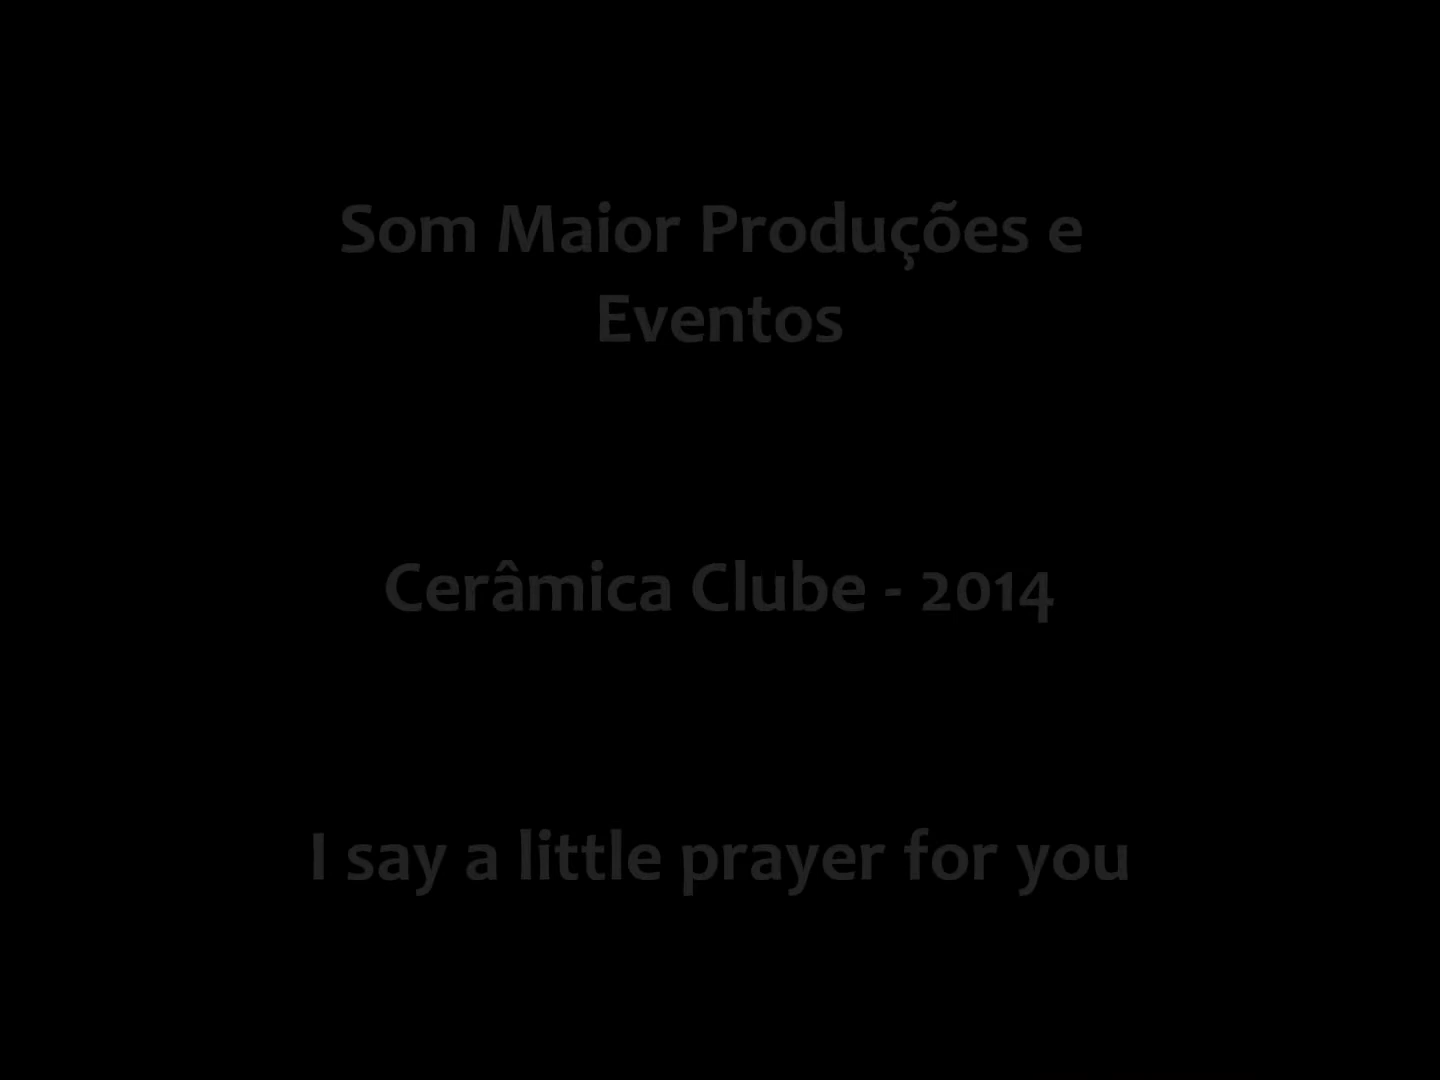 Som Maior Produções e
Eventos
Cerâmica Clube - 2014
I say a little prayer for you